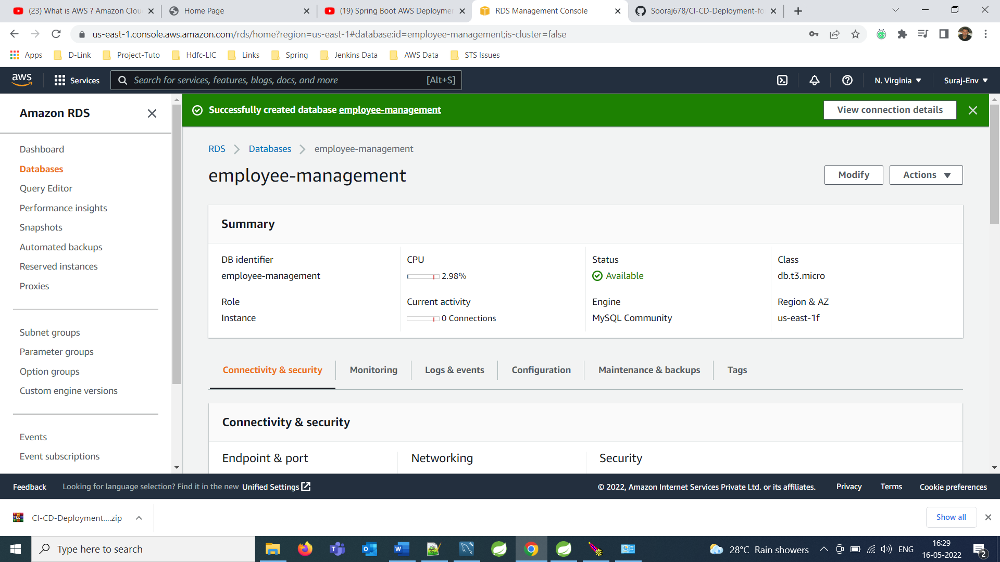 (23) What is AWS ? Amazon Clou
Home Page
(19) Spring Boot AWS Deployme
RDS Management Console
Sooraj678/CI-CD-Deployment-fo
us-east-1.console.aws.amazon.com/rds/home?region=us-east-1#database:id=employee-management;is-cluster=false
Apps
D-Link
Project-Tuto
Hdfc-LIC
Links
Spring
Jenkins Data
AWS Data
STS Issues
aws
Services
Search for services, features, blogs, docs, and more
[Alt+S]
N. Virginia
Suraj-Env
Amazon RDS
Dashboard
Databases
Query Editor
Performance insights
Snapshots
Automated backups
Reserved instances
Proxies
Subnet groups
Parameter groups
Option groups
Custom engine versions
Events
Event subscriptions
Successfully created database employee-management
View connection details
RDS
Databases
employee-management
employee-management
Modify
Actions
Summary
DB identifier
employee-management
CPU
2.98%
Status
Available
Class
db.t3.micro
Role
Instance
Current activity
0 Connections
Engine
MySQL Community
Region & AZ
us-east-1f
Connectivity & security
Monitoring
Logs & events
Configuration
Maintenance & backups
Tags
Connectivity & security
Endpoint & port
Networking
Security
Feedback
Looking for language selection? Find it in the new Unified Settings
© 2022, Amazon Internet Services Private Ltd. or its affiliates.
Privacy
Terms
Cookie preferences
CI-CD-Deployment....zip
Show all
Type here to search
28°C Rain showers
ENG
16:29
16-05-2022
2